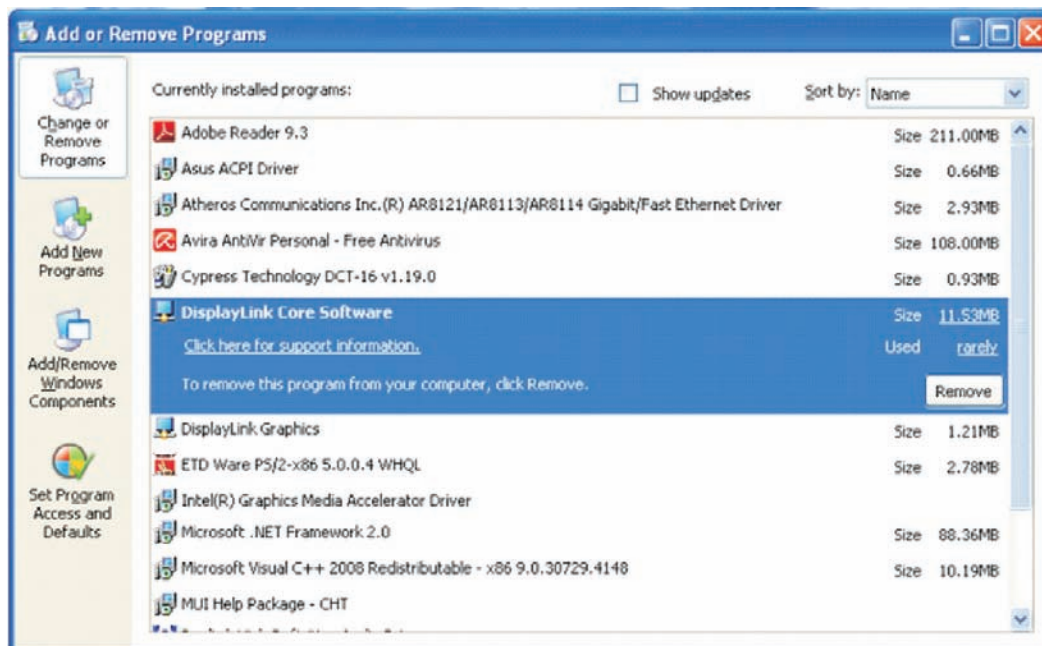 Add or Remove Programs
Change or
Remove
Programs
Add New
Programs
Add/Remove
Windows
Components
Set Program
Access and
Defaults
Currently installed programs:
Show updates
Sort by: Name
Adobe Reader 9.3 Size 211.00MB
Asus ACPI Driver Size 0.66MB
Atheros Communications Inc.(R) AR8121/AR8113/AR8114 Gigabit/Fast Ethernet Driver Size 2.93MB
Avira AntiVir Personal - Free Antivirus Size 108.00MB
Cypress Technology DCT-16 v1.19.0 Size 0.93MB
DisplayLink Core Software Size 11.53MB
Click here for support information. Used rarely
To remove this program from your computer, click Remove. Remove
DisplayLink Graphics Size 1.21MB
ETD Ware PS/2-x86 5.0.0.4 WHQL Size 2.78MB
Intel(R) Graphics Media Accelerator Driver
Microsoft .NET Framework 2.0 Size 88.36MB
Microsoft Visual C++ 2008 Redistributable - x86 9.0.30729.4148 Size 10.19MB
MUI Help Package - CHT